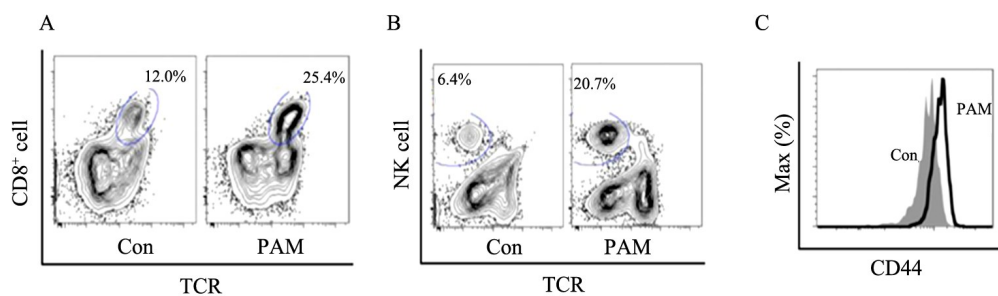 A
CD8⁺ cell
12.0%
25.4%
Con
PAM
TCR
B
NK cell
6.4%
20.7%
Con
PAM
TCR
C
Max (%)
Con
PAM
CD44